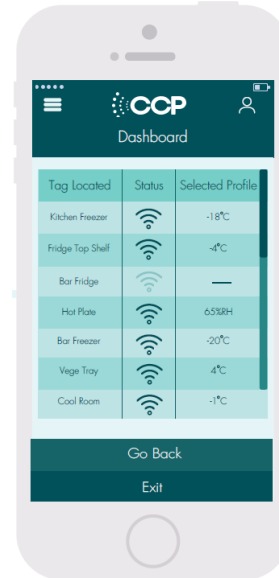 CCP
Dashboard
Tag Located Status Selected Profile
Kitchen Freezer -18°C
Fridge Top Shelf -4°C
Bar Fridge —
Hot Plate 65%RH
Bar Freezer -20°C
Vege Tray 4°C
Cool Room -1°C
Go Back
Exit